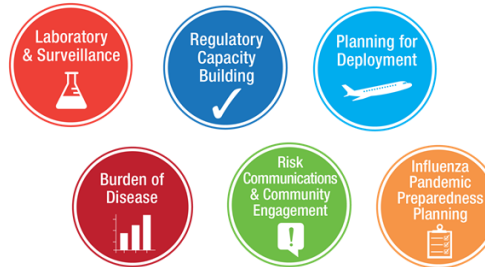 Laboratory
& Surveillance
Regulatory
Capacity
Building
Planning for
Deployment
Burden of
Disease
Risk
Communications
& Community
Engagement
!
Influenza
Pandemic
Preparedness
Planning